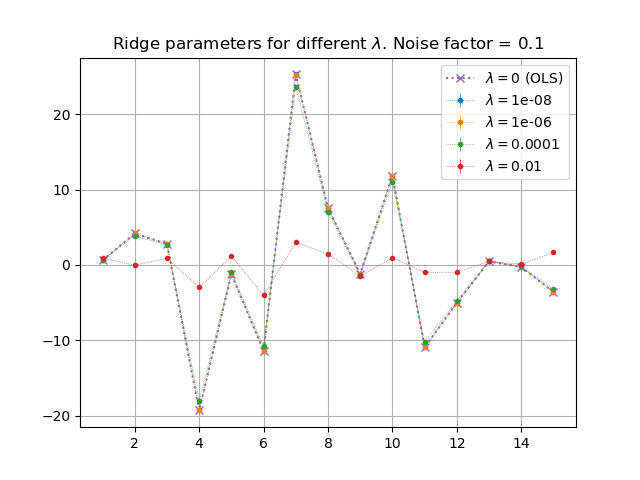 Ridge parameters for different λ. Noise factor = 0.1
λ = 0 (OLS)
λ = 1e-08
λ = 1e-06
λ = 0.0001
λ = 0.01
20
10
0
−10
−20
2 4 6 8 10 12 14